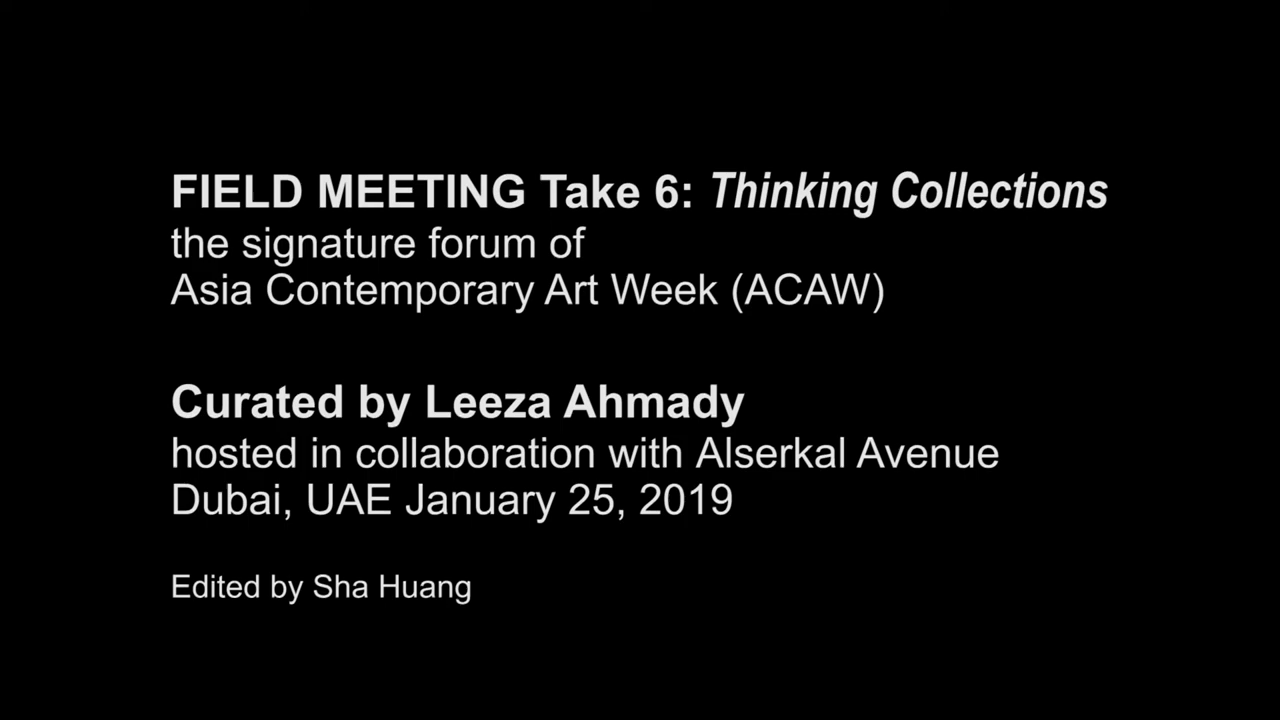 FIELD MEETING Take 6: Thinking Collections
the signature forum of
Asia Contemporary Art Week (ACAW)
Curated by Leeza Ahmady
hosted in collaboration with Alserkal Avenue
Dubai, UAE January 25, 2019
Edited by Sha Huang